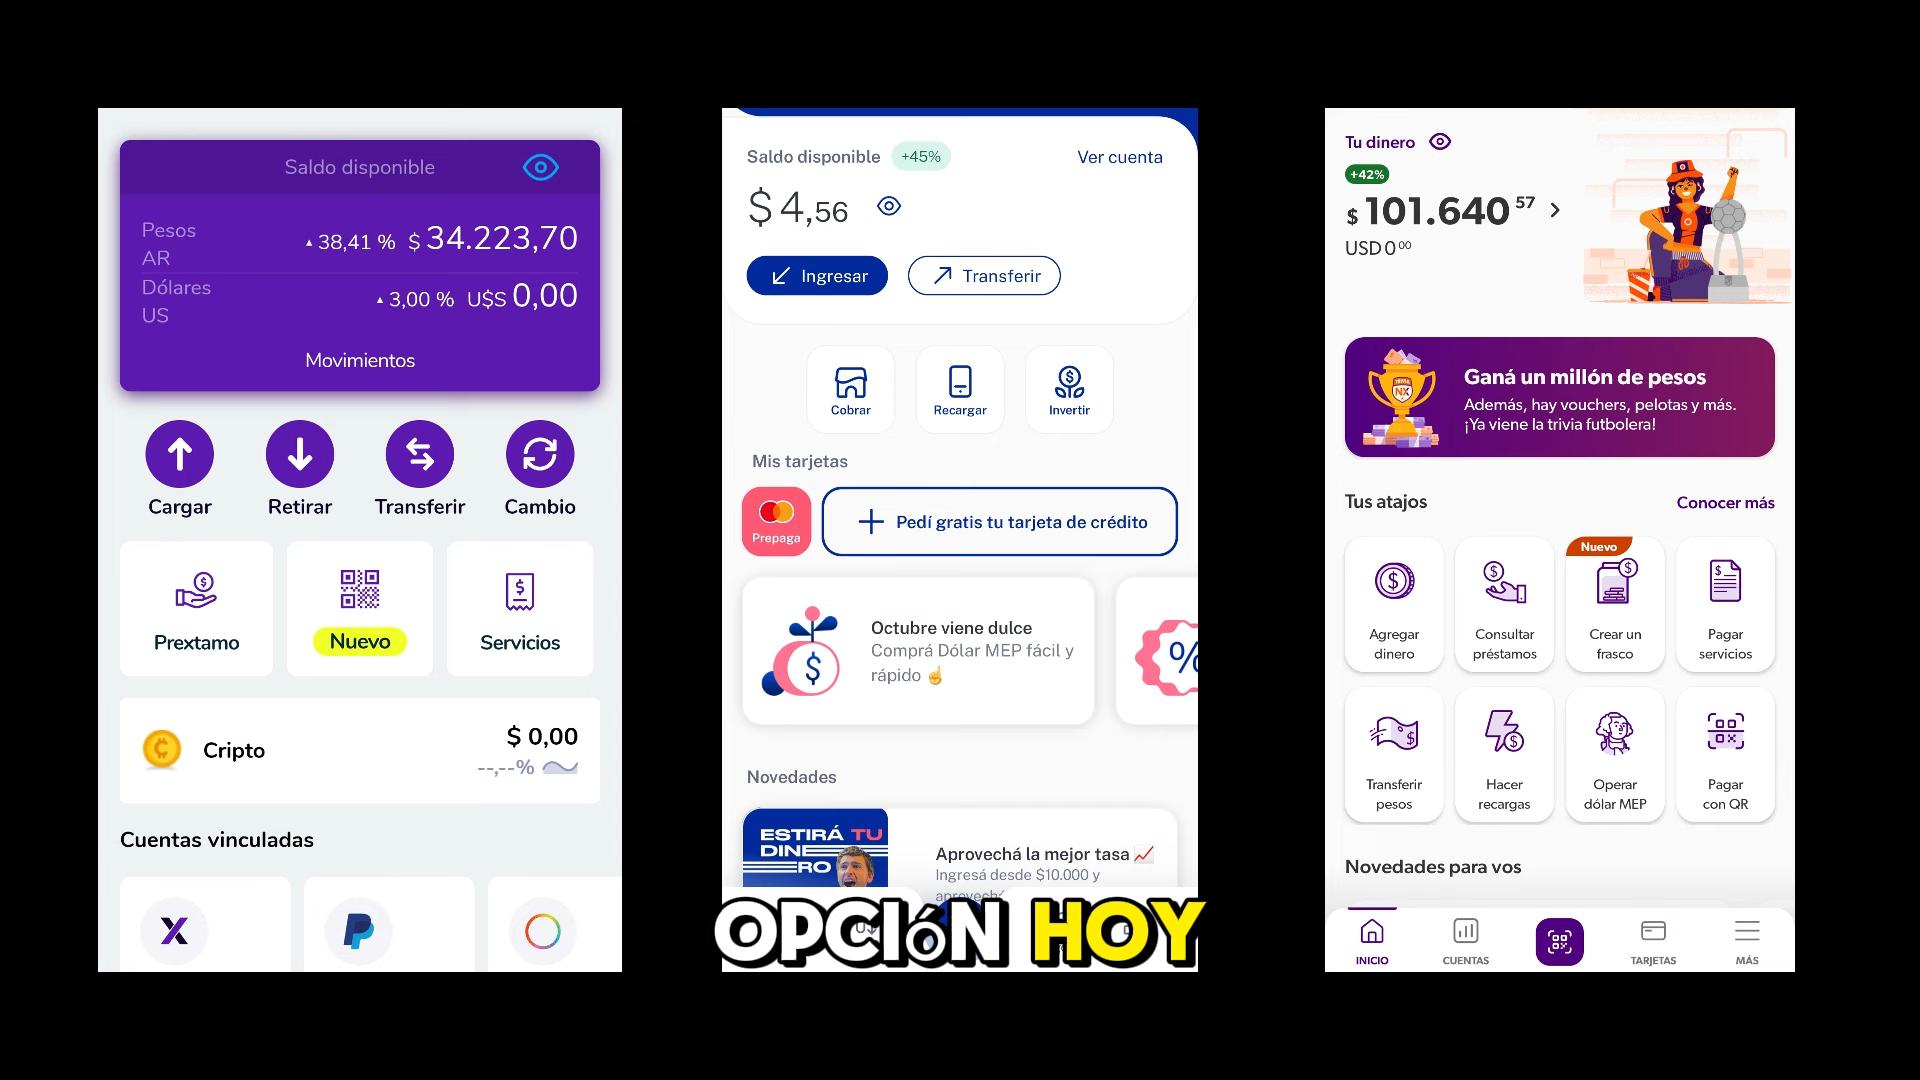 Saldo disponible
Pesos
AR
38,41 % $ 34.223,70
Dólares
US
3,00 % U$S 0,00
Movimientos
Cargar
Retirar
Transferir
Cambio
Prextamo
Nuevo
Servicios
Cripto
$ 0,00
--,--%
Cuentas vinculadas
Saldo disponible +45%
Ver cuenta
$ 4,56
Ingresar
Transferir
Cobrar
Recargar
Invertir
Mis tarjetas
Prepaga
Pedí gratis tu tarjeta de crédito
Octubre viene dulce
Comprá Dólar MEP fácil y
rápido ☝
Novedades
ESTIRÁ TU
DINE
ERO
Aprovechá la mejor tasa 📈
Ingresá desde $10.000 y
OPCIóN HOY
Tu dinero
+42%
$ 101.640 57
USD 0 00
TRIVIA
NX
Ganá un millón de pesos
Además, hay vouchers, pelotas y más.
¡Ya viene la trivia futbolera!
Tus atajos
Conocer más
Agregar
dinero
Consultar
préstamos
Nuevo
Crear un
frasco
Pagar
servicios
Transferir
pesos
Hacer
recargas
Operar
dólar MEP
Pagar
con QR
Novedades para vos
INICIO
CUENTAS
TARJETAS
MÁS